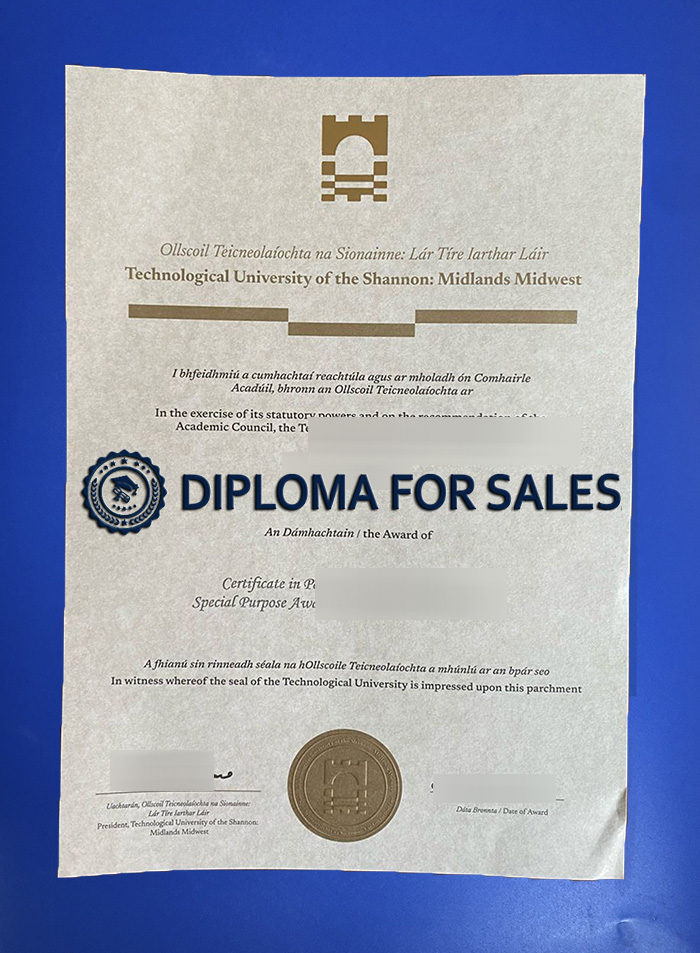 Ollscoil Teicneolaíochta na Sionainne: Lár Tíre Iarthar Láir
Technological University of the Shannon: Midlands Midwest
I bhfeidhmiú a cumhachtaí reachtúla agus ar mholadh ón Comhairle
Acadúil, bhronn an Ollscoil Teicneolaíochta ar
In the exercise of its statutory powers and on the recommendation of the
Academic Council, the
DIPLOMA FOR SALES
An Dámhachtain / the Award of
Certificate in
Special Purpose
A fhianú sin rinneadh séala na hOllscoile Teicneolaíochta a mhúnlú ar an bpár seo
In witness whereof the seal of the Technological University is impressed upon this parchment
Uachtarán, Ollscoil Teicneolaíochta na Sionainne:
Lár Tíre Iarthar Láir
President, Technological University of the Shannon:
Midlands Midwest
Dáta Bronnta / Date of Award